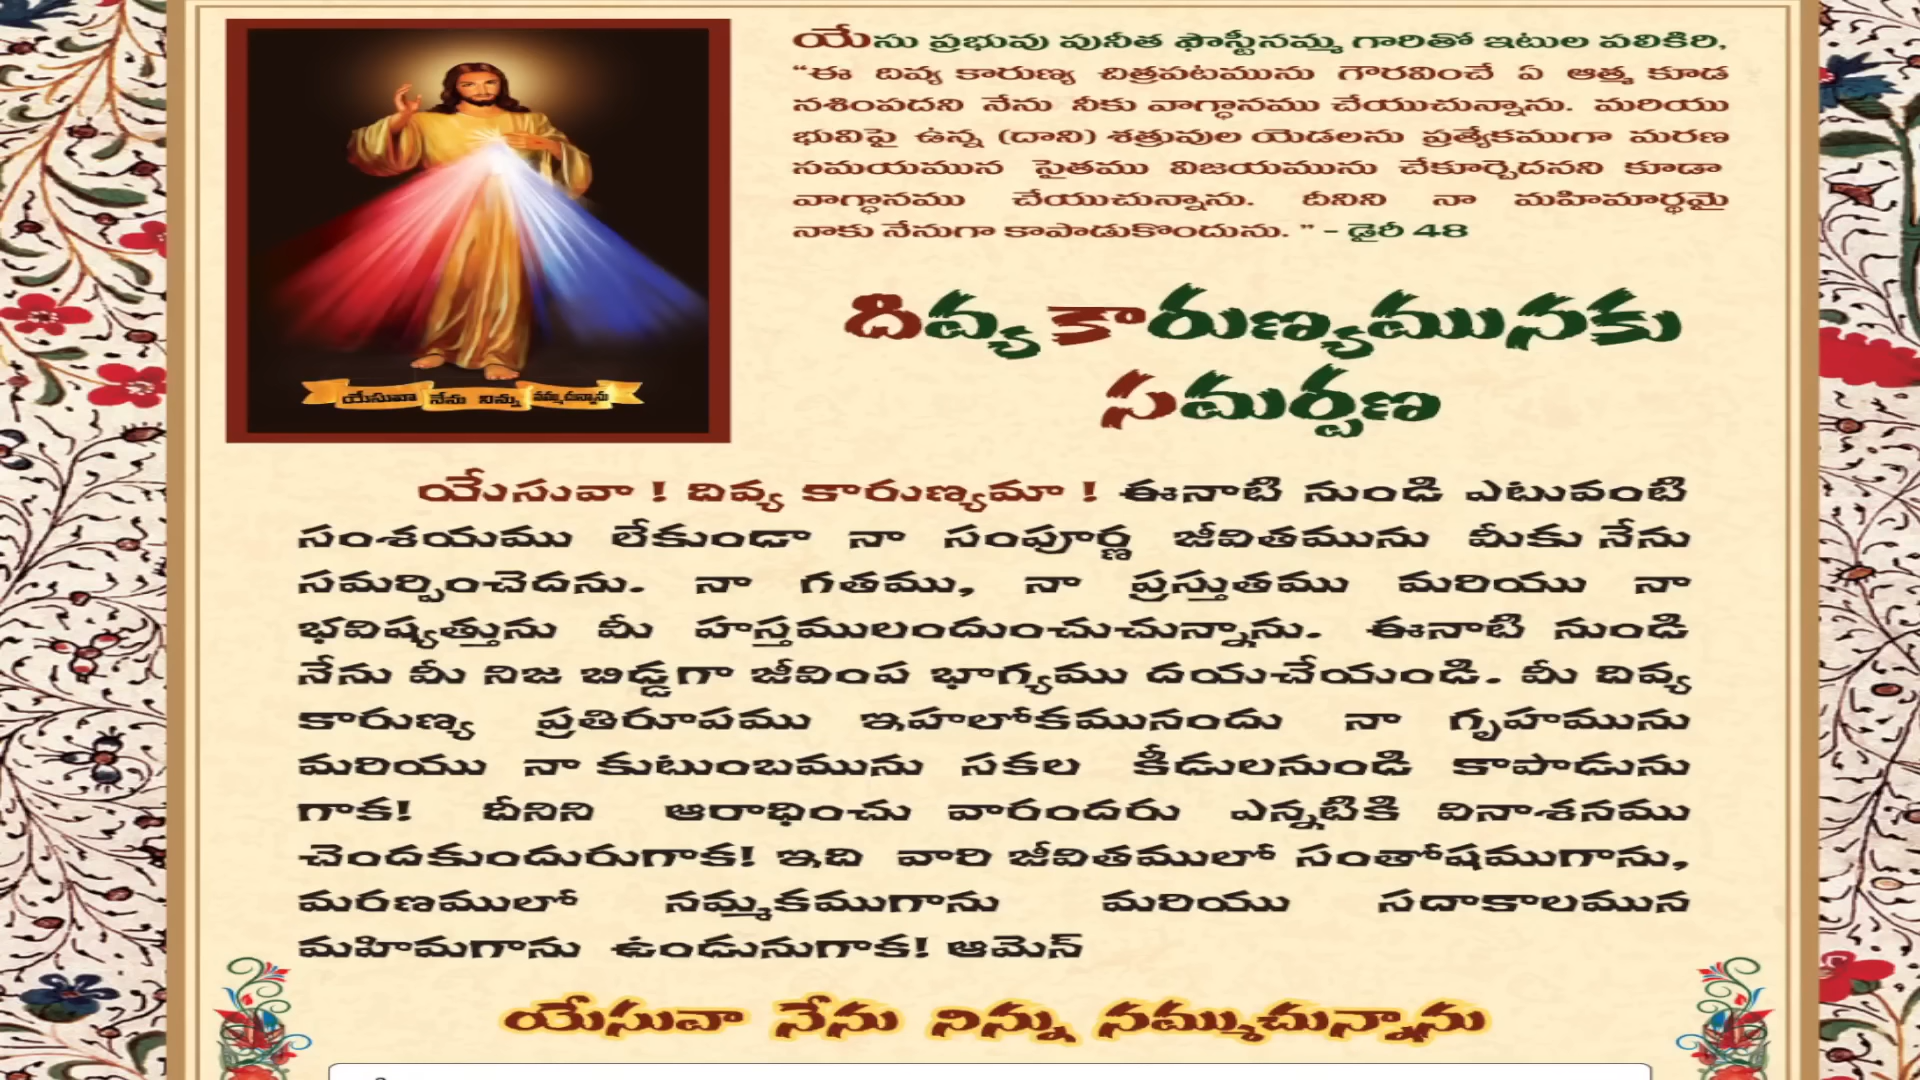 యేసు ప్రభువు పునీత ఫౌస్టీనమ్మ గారితో ఇటుల పలికిరి,
“ఈ దివ్య కారుణ్య చిత్రపటమును గౌరవించే ఏ ఆత్మ కూడ
నశింపదని నేను నీకు వాగ్ధానము చేయుచున్నాను. మరియు
భువిపై ఉన్న (దాని) శత్రువుల యెడలను ప్రత్యేకముగా మరణ
సమయమున సైతము విజయమును చేకూర్చెదనని కూడా
వాగ్ధానము చేయుచున్నాను. దీనిని నా మహిమార్థమై
నాకు నేనుగా కాపాడుకొందును. ” - డైరీ 48
దివ్య కారుణ్యమునకు
సమర్పణ
యేసువా నేను నిన్ను నమ్ముచున్నాను
యేసువా ! దివ్య కారుణ్యమా ! ఈనాటి నుండి ఎటువంటి
సంశయము లేకుండా నా సంపూర్ణ జీవితమును మీకు నేను
సమర్పించెదను. నా గతము, నా ప్రస్తుతము మరియు నా
భవిష్యత్తును మీ హస్తములందుంచుచున్నాను. ఈనాటి నుండి
నేను మీ నిజ బిడ్డగా జీవింప భాగ్యము దయచేయండి. మీ దివ్య
కారుణ్య ప్రతిరూపము ఇహలోకమునందు నా గృహమును
మరియు నా కుటుంబమును సకల కీడులనుండి కాపాడును
గాక! దీనిని ఆరాధించు వారందరు ఎన్నటికి వినాశనము
చెందకుందురుగాక! ఇది వారి జీవితములో సంతోషముగాను,
మరణములో నమ్మకముగాను మరియు సదాకాలమున
మహిమగాను ఉండునుగాక! ఆమెన్
యేసువా నేను నిన్ను నమ్ముచున్నాను